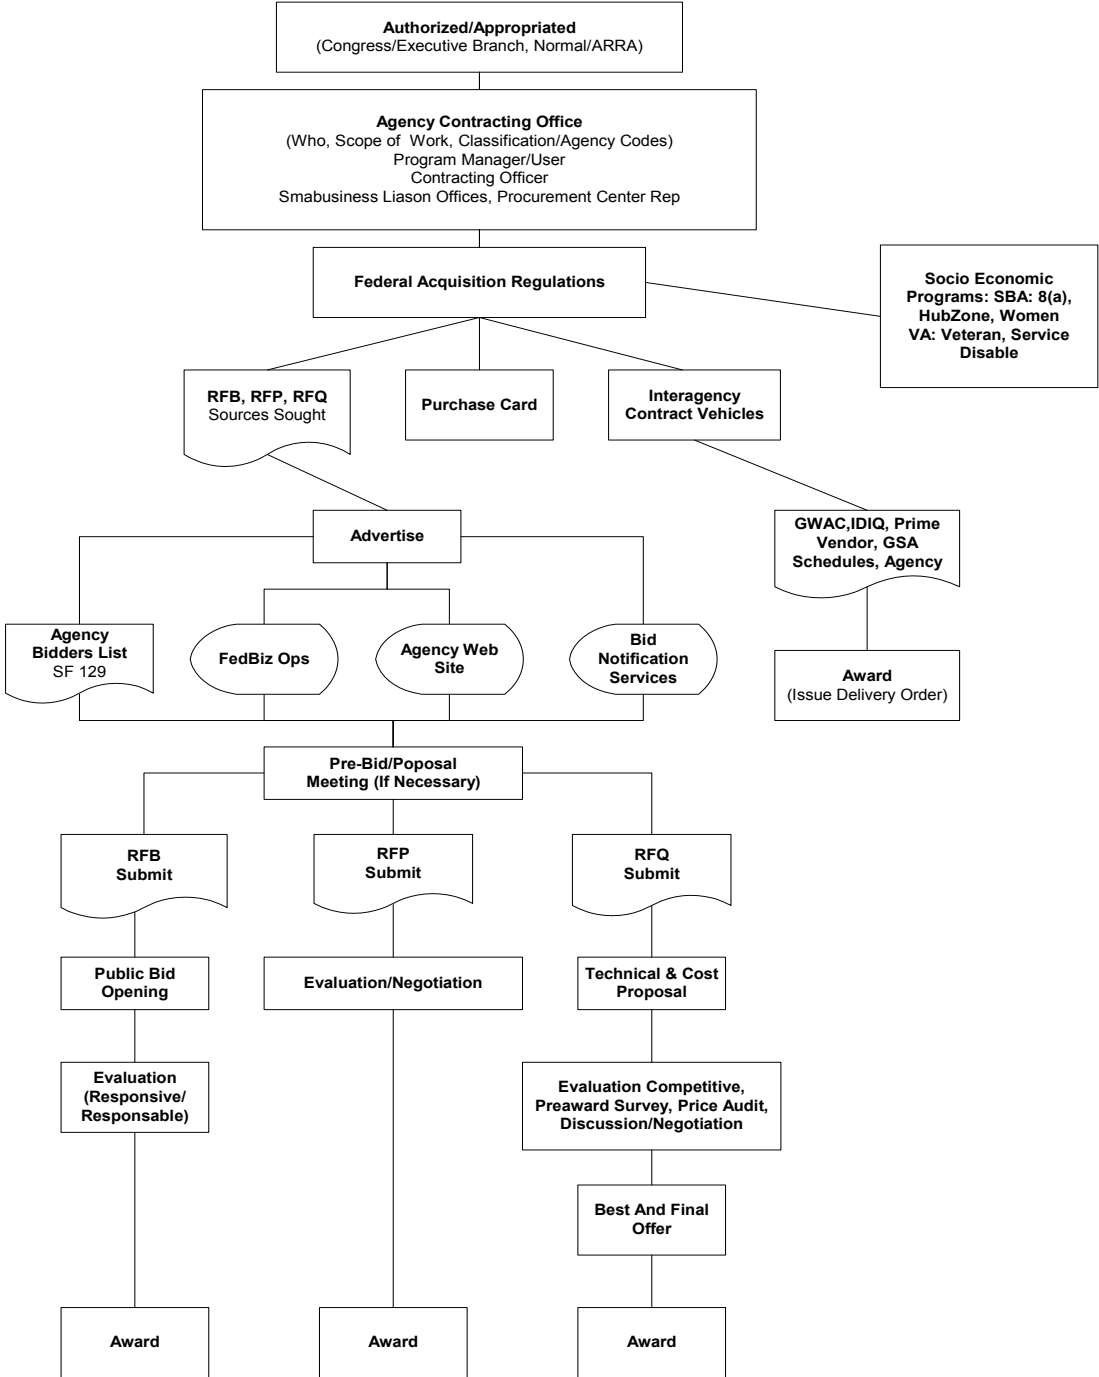 Authorized/Appropriated
(Congress/Executive Branch, Normal/ARRA)
Agency Contracting Office
(Who, Scope of Work, Classification/Agency Codes)
Program Manager/User
Contracting Officer
Smabusiness Liason Offices, Procurement Center Rep
Federal Acquisition Regulations
Socio Economic
Programs: SBA: 8(a),
HubZone, Women
VA: Veteran, Service
Disable
RFB, RFP, RFQ
Sources Sought
Purchase Card
Interagency
Contract Vehicles
Advertise
GWAC,IDIQ, Prime
Vendor, GSA
Schedules, Agency
Agency
Bidders List
SF 129
FedBiz Ops
Agency Web
Site
Bid
Notification
Services
Award
(Issue Delivery Order)
Pre-Bid/Poposal
Meeting (If Necessary)
RFB
Submit
RFP
Submit
RFQ
Submit
Public Bid
Opening
Evaluation/Negotiation
Technical & Cost
Proposal
Evaluation
(Responsive/
Responsable)
Evaluation Competitive,
Preaward Survey, Price Audit,
Discussion/Negotiation
Best And Final
Offer
Award
Award
Award